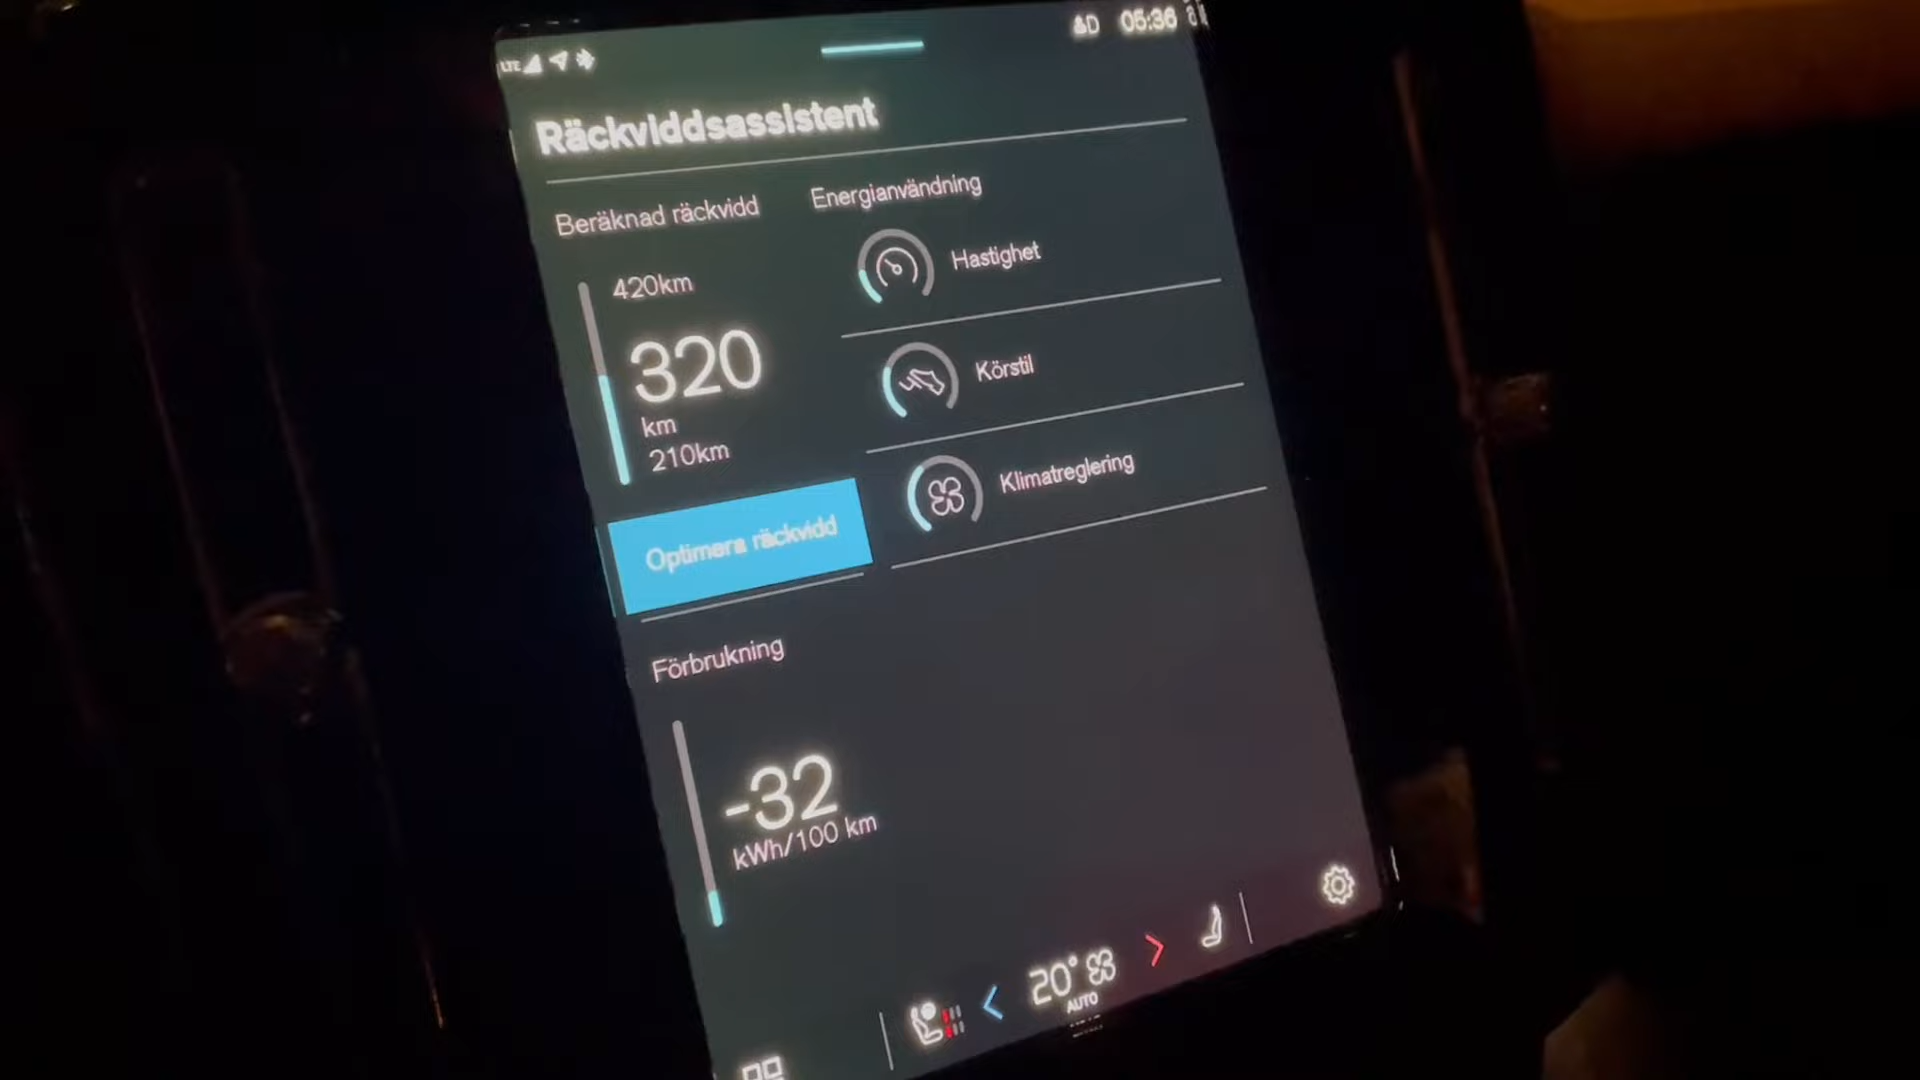 LTE
D 05:36
Räckviddsassistent
Beräknad räckvidd
420km
320
km
210km
Optimera räckvidd
Energianvändning
Hastighet
Körstil
Klimatreglering
Förbrukning
-32
kWh/100 km
20°
AUTO